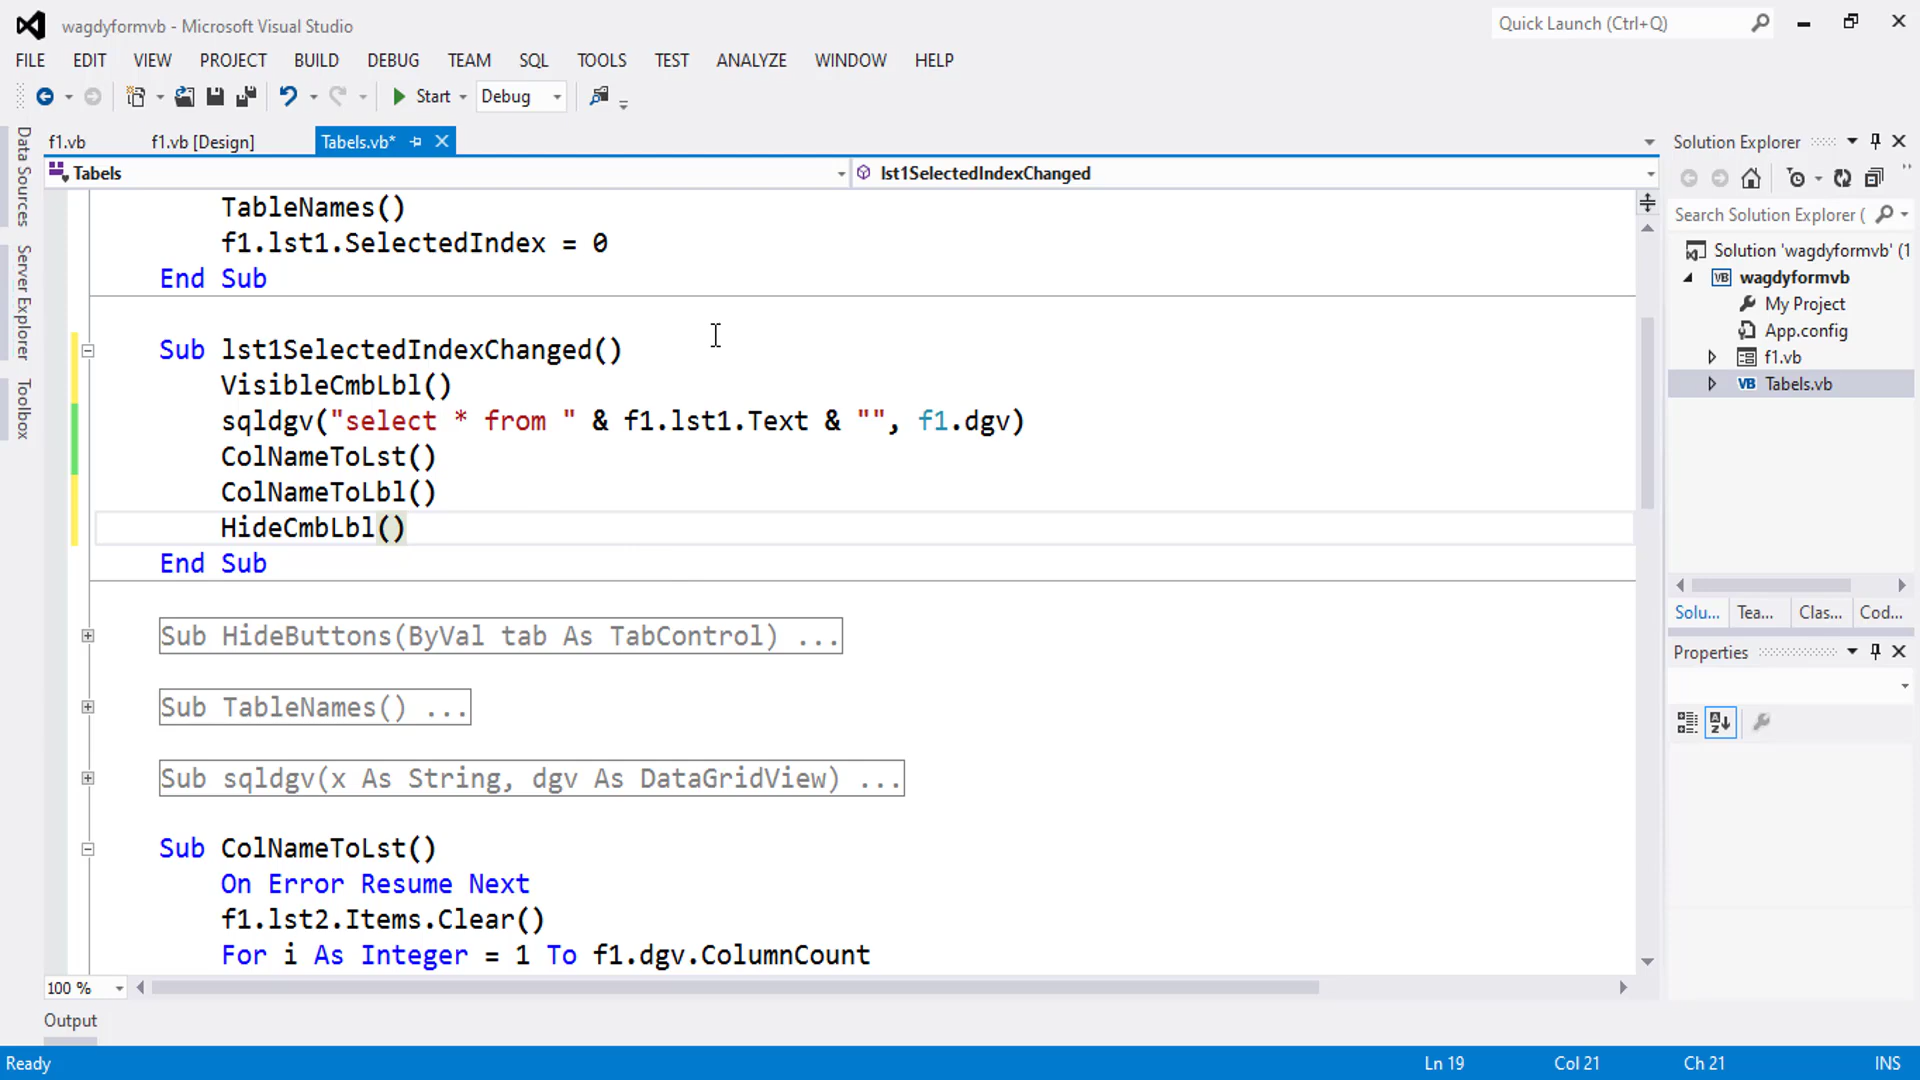 wagdyformvb - Microsoft Visual Studio
Quick Launch (Ctrl+Q)
FILE EDIT VIEW PROJECT BUILD DEBUG TEAM SQL TOOLS TEST ANALYZE WINDOW HELP
Start Debug
f1.vb f1.vb [Design] Tabels.vb*
Tabels lst1SelectedIndexChanged
Data Sources
Server Explorer
Toolbox
TableNames()
f1.lst1.SelectedIndex = 0
End Sub
Sub lst1SelectedIndexChanged()
VisibleCmbLbl()
sqldgv("select * from " & f1.lst1.Text & "", f1.dgv)
ColNameToLst()
ColNameToLbl()
HideCmbLbl()
End Sub
Sub HideButtons(ByVal tab As TabControl) ...
Sub TableNames() ...
Sub sqldgv(x As String, dgv As DataGridView) ...
Sub ColNameToLst()
On Error Resume Next
f1.lst2.Items.Clear()
For i As Integer = 1 To f1.dgv.ColumnCount
100 %
Output
Solution Explorer
Search Solution Explorer (
Solution 'wagdyformvb' (1
VB wagdyformvb
My Project
App.config
f1.vb
VB Tabels.vb
Solu... Tea... Clas... Cod...
Properties
Ready Ln 19 Col 21 Ch 21 INS